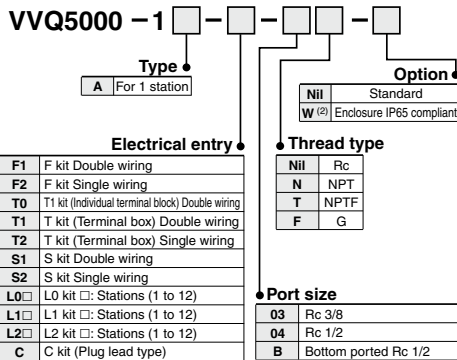 VVQ5000 - 1 □ - □ - □ □ - □
Type
A For 1 station
Option
Nil Standard
W (2) Enclosure IP65 compliant
Electrical entry
F1 F kit Double wiring
F2 F kit Single wiring
T0 T1 kit (Individual terminal block) Double wiring
T1 T kit (Terminal box) Double wiring
T2 T kit (Terminal box) Single wiring
S1 S kit Double wiring
S2 S kit Single wiring
L0□ L0 kit □: Stations (1 to 12)
L1□ L1 kit □: Stations (1 to 12)
L2□ L2 kit □: Stations (1 to 12)
C C kit (Plug lead type)
Thread type
Nil Rc
N NPT
T NPTF
F G
Port size
03 Rc 3/8
04 Rc 1/2
B Bottom ported Rc 1/2